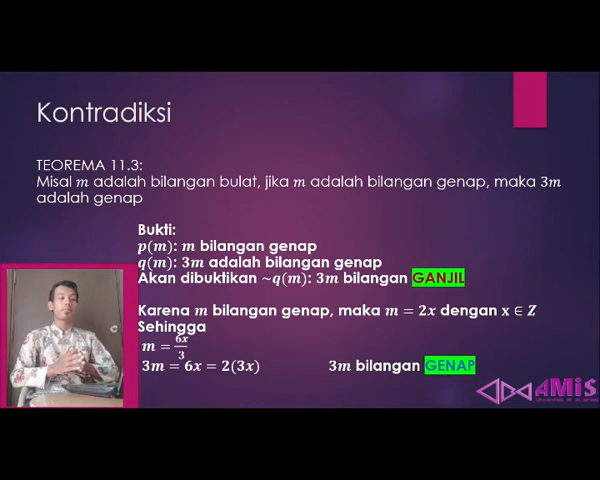 Kontradiksi
TEOREMA 11.3:
Misal m adalah bilangan bulat, jika m adalah bilangan genap, maka 3m
adalah genap
Bukti:
p(m): m bilangan genap
q(m): 3m adalah bilangan genap
Akan dibuktikan ~q(m): 3m bilangan GANJIL
Karena m bilangan genap, maka m = 2x dengan x ∈ Z
Sehingga
m = 6x/3
3m = 6x = 2(3x) 3m bilangan GENAP
AMiS